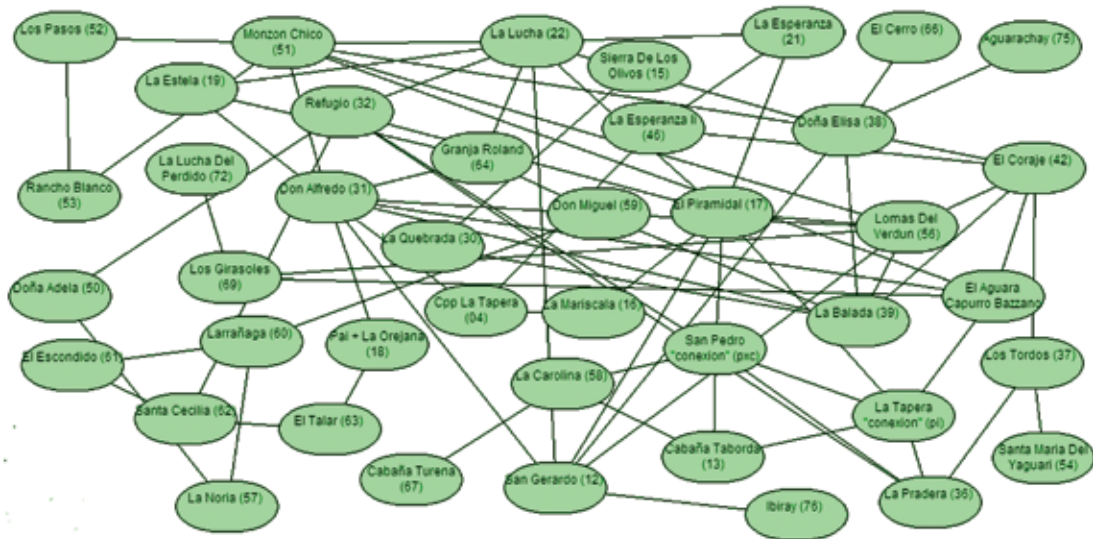 Los Pasos (52)
Monzon Chico
(51)
La Lucha (22)
La Esperanza
(21)
El Cerro (66)
Aguarachay (75)
La Estela (19)
Sierra De Los
Olivos (15)
Refugio (32)
La Esperanza Ii
(46)
Doña Elisa (38)
La Lucha Del
Perdido (72)
Granja Roland
(64)
El Coraje (42)
Rancho Blanco
(53)
Don Alfredo (31)
Don Miguel (59)
El Piramidal (17)
Lomas Del
Verdun (56)
La Quebrada (30)
Los Girasoles
(69)
Doña Adela (50)
El Aguara
Capurro Bazzano
Cpp La Tapera
(04)
La Mariscala (16)
La Balada (39)
Larrañaga (60)
Pal + La Orejana
(18)
San Pedro
"conexion" (pxc)
El Escondido (61)
Los Tordos (37)
La Carolina (58)
Santa Cecilia (62)
El Talar (63)
La Tapera
"conexion" (pl)
Cabaña Turena
(67)
Cabaña Taborda
(13)
Santa Maria Del
Yaguari (54)
San Gerardo (12)
La Noria (57)
La Pradera (36)
Ibiray (76)